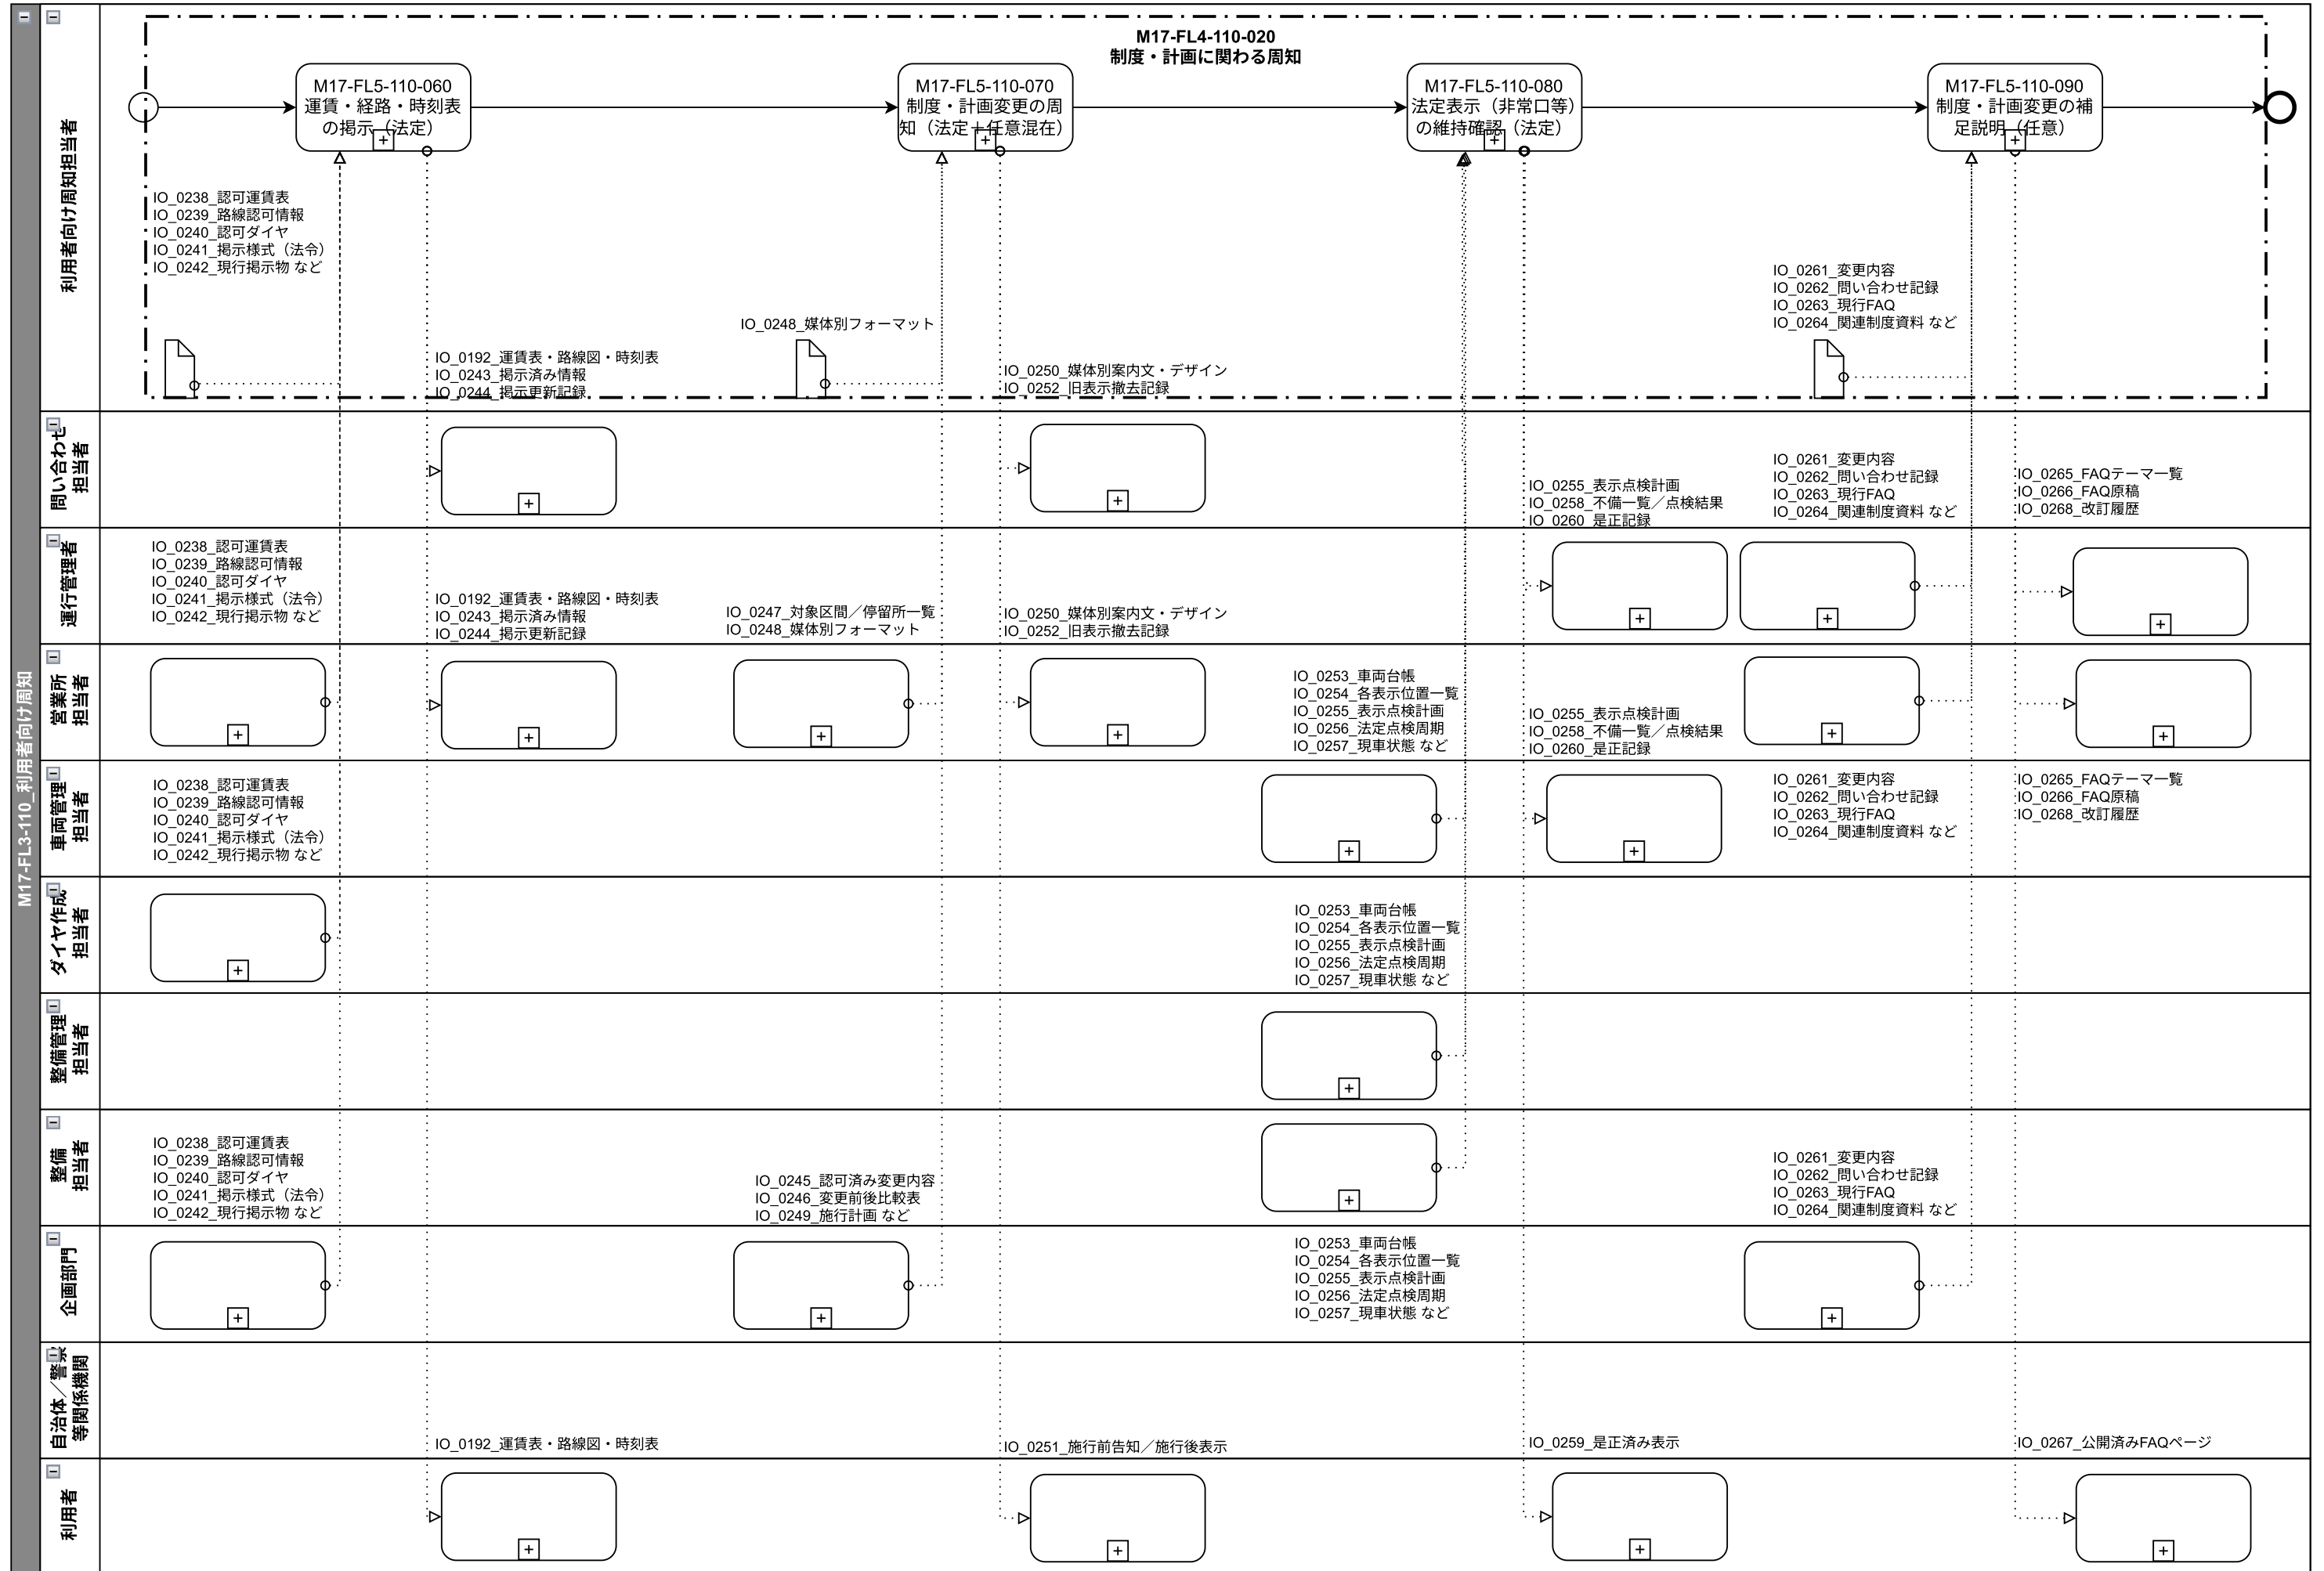 M17-FL3-110_利用者向け周知
利用者向け周知担当者
M17-FL4-110-020
制度・計画に関わる周知
M17-FL5-110-060
運賃・経路・時刻表
の掲示（法定）
M17-FL5-110-070
制度・計画変更の周
知（法定＋任意混在）
M17-FL5-110-080
法定表示（非常口等）
の維持確認（法定）
M17-FL5-110-090
制度・計画変更の補
足説明（任意）
IO_0238_認可運賃表
IO_0239_路線認可情報
IO_0240_認可ダイヤ
IO_0241_掲示様式（法令）
IO_0242_現行掲示物 など
IO_0192_運賃表・路線図・時刻表
IO_0243_掲示済み情報
IO_0244_掲示更新記録
IO_0248_媒体別フォーマット
IO_0250_媒体別案内文・デザイン
IO_0252_旧表示撤去記録
IO_0261_変更内容
IO_0262_問い合わせ記録
IO_0263_現行FAQ
IO_0264_関連制度資料 など
問い合わせ
担当者
IO_0255_表示点検計画
IO_0258_不備一覧／点検結果
IO_0260_是正記録
IO_0261_変更内容
IO_0262_問い合わせ記録
IO_0263_現行FAQ
IO_0264_関連制度資料 など
IO_0265_FAQテーマ一覧
IO_0266_FAQ原稿
IO_0268_改訂履歴
運行管理者
IO_0238_認可運賃表
IO_0239_路線認可情報
IO_0240_認可ダイヤ
IO_0241_掲示様式（法令）
IO_0242_現行掲示物 など
IO_0192_運賃表・路線図・時刻表
IO_0243_掲示済み情報
IO_0244_掲示更新記録
IO_0247_対象区間／停留所一覧
IO_0248_媒体別フォーマット
IO_0250_媒体別案内文・デザイン
IO_0252_旧表示撤去記録
営業所
担当者
IO_0253_車両台帳
IO_0254_各表示位置一覧
IO_0255_表示点検計画
IO_0256_法定点検周期
IO_0257_現車状態 など
IO_0255_表示点検計画
IO_0258_不備一覧／点検結果
IO_0260_是正記録
車両管理
担当者
IO_0238_認可運賃表
IO_0239_路線認可情報
IO_0240_認可ダイヤ
IO_0241_掲示様式（法令）
IO_0242_現行掲示物 など
IO_0261_変更内容
IO_0262_問い合わせ記録
IO_0263_現行FAQ
IO_0264_関連制度資料 など
IO_0265_FAQテーマ一覧
IO_0266_FAQ原稿
IO_0268_改訂履歴
ダイヤ作成
担当者
IO_0253_車両台帳
IO_0254_各表示位置一覧
IO_0255_表示点検計画
IO_0256_法定点検周期
IO_0257_現車状態 など
整備管理
担当者
整備
担当者
IO_0238_認可運賃表
IO_0239_路線認可情報
IO_0240_認可ダイヤ
IO_0241_掲示様式（法令）
IO_0242_現行掲示物 など
IO_0245_認可済み変更内容
IO_0246_変更前後比較表
IO_0249_施行計画 など
IO_0261_変更内容
IO_0262_問い合わせ記録
IO_0263_現行FAQ
IO_0264_関連制度資料 など
企画部門
IO_0253_車両台帳
IO_0254_各表示位置一覧
IO_0255_表示点検計画
IO_0256_法定点検周期
IO_0257_現車状態 など
自治体／警察
等関係機関
IO_0192_運賃表・路線図・時刻表
IO_0251_施行前告知／施行後表示
IO_0259_是正済み表示
IO_0267_公開済みFAQページ
利用者